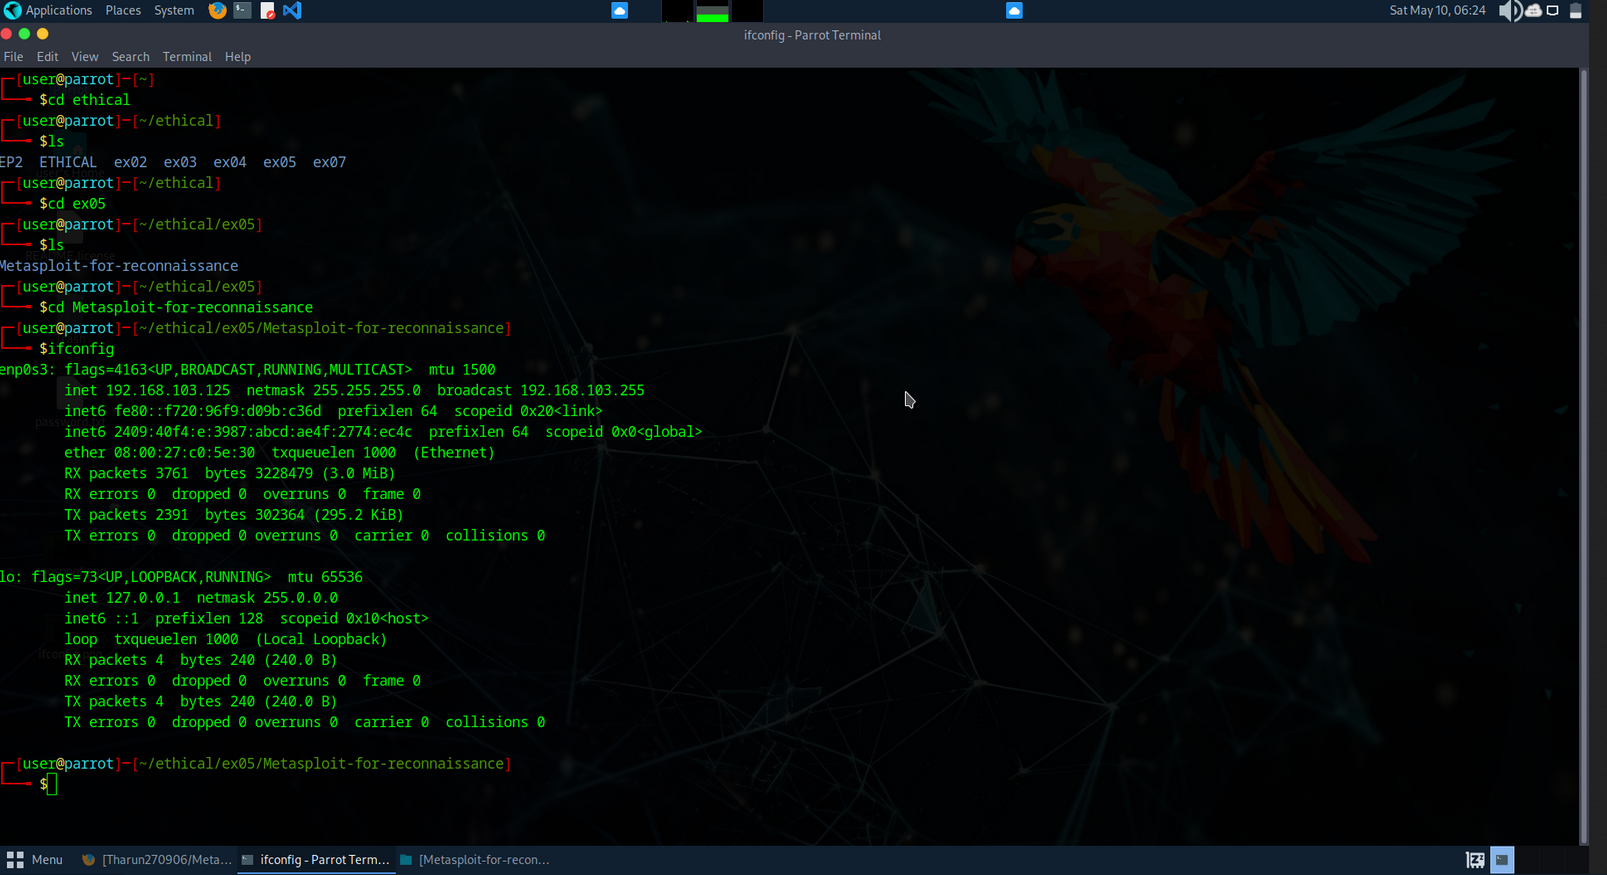 Applications Places System Sat May 10, 06:24
ifconfig - Parrot Terminal
File Edit View Search Terminal Help
┌─[user@parrot]─[~]
└──╼ $cd ethical
┌─[user@parrot]─[~/ethical]
└──╼ $ls
EP2  ETHICAL  ex02  ex03  ex04  ex05  ex07
┌─[user@parrot]─[~/ethical]
└──╼ $cd ex05
┌─[user@parrot]─[~/ethical/ex05]
└──╼ $ls
Metasploit-for-reconnaissance
┌─[user@parrot]─[~/ethical/ex05]
└──╼ $cd Metasploit-for-reconnaissance
┌─[user@parrot]─[~/ethical/ex05/Metasploit-for-reconnaissance]
└──╼ $ifconfig
enp0s3: flags=4163<UP,BROADCAST,RUNNING,MULTICAST>  mtu 1500
        inet 192.168.103.125  netmask 255.255.255.0  broadcast 192.168.103.255
        inet6 fe80::f720:96f9:d09b:c36d  prefixlen 64  scopeid 0x20<link>
        inet6 2409:40f4:e:3987:abcd:ae4f:2774:ec4c  prefixlen 64  scopeid 0x0<global>
        ether 08:00:27:c0:5e:30  txqueuelen 1000  (Ethernet)
        RX packets 3761  bytes 3228479 (3.0 MiB)
        RX errors 0  dropped 0  overruns 0  frame 0
        TX packets 2391  bytes 302364 (295.2 KiB)
        TX errors 0  dropped 0 overruns 0  carrier 0  collisions 0

lo: flags=73<UP,LOOPBACK,RUNNING>  mtu 65536
        inet 127.0.0.1  netmask 255.0.0.0
        inet6 ::1  prefixlen 128  scopeid 0x10<host>
        loop  txqueuelen 1000  (Local Loopback)
        RX packets 4  bytes 240 (240.0 B)
        RX errors 0  dropped 0  overruns 0  frame 0
        TX packets 4  bytes 240 (240.0 B)
        TX errors 0  dropped 0 overruns 0  carrier 0  collisions 0

┌─[user@parrot]─[~/ethical/ex05/Metasploit-for-reconnaissance]
└──╼ $
Menu [Tharun270906/Meta... ifconfig - Parrot Term... [Metasploit-for-recon...